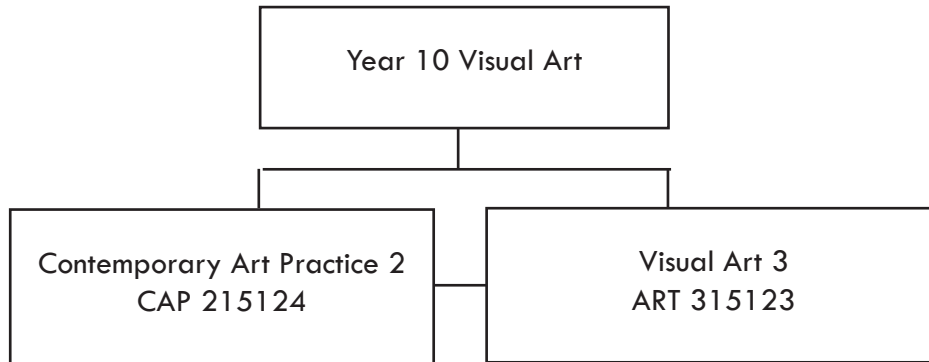 Year 10 Visual Art
Contemporary Art Practice 2
CAP 215124
Visual Art 3
ART 315123